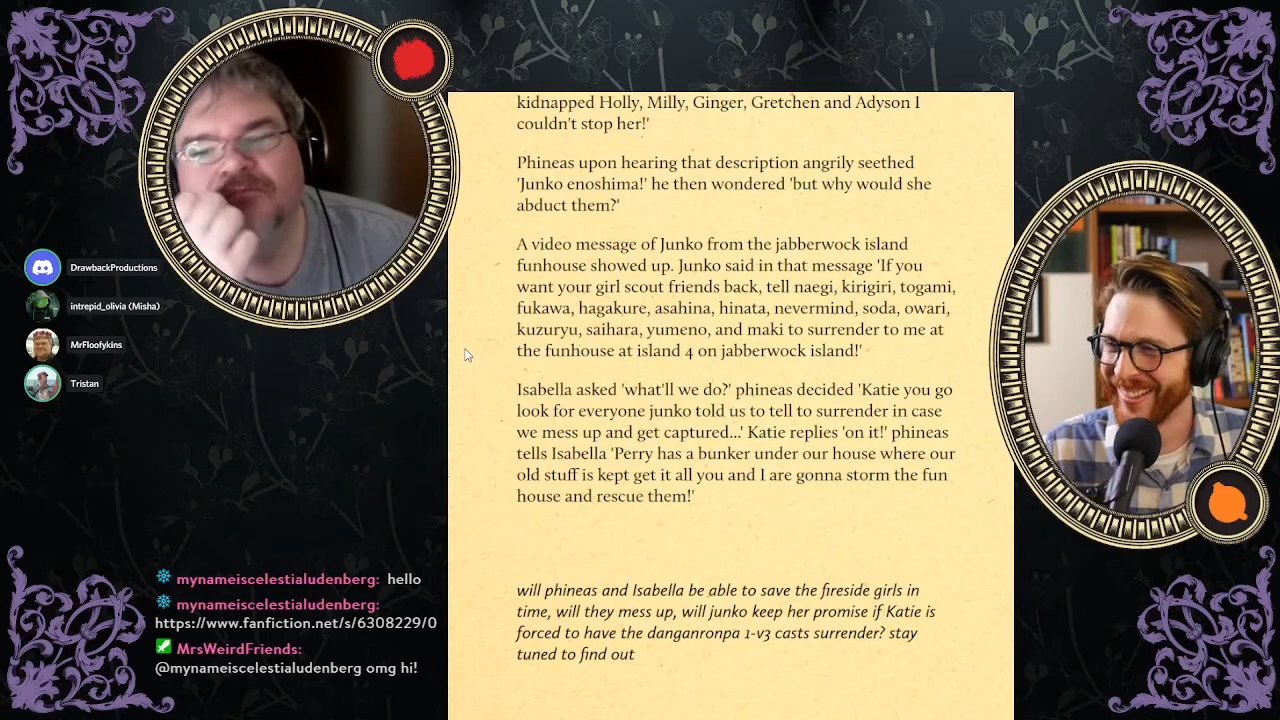 kidnapped Holly, Milly, Ginger, Gretchen and Adyson I
couldn't stop her!'
Phineas upon hearing that description angrily seethed
'Junko enoshima!' he then wondered 'but why would she
abduct them?'
A video message of Junko from the jabberwock island
funhouse showed up. Junko said in that message 'If you
want your girl scout friends back, tell naegi, kirigiri, togami,
fukawa, hagakure, asahina, hinata, nevermind, soda, owari,
kuzuryu, saihara, yumeno, and maki to surrender to me at
the funhouse at island 4 on jabberwock island!'
Isabella asked 'what'll we do?' phineas decided 'Katie you go
look for everyone junko told us to tell to surrender in case
we mess up and get captured...' Katie replies 'on it!' phineas
tells Isabella 'Perry has a bunker under our house where our
old stuff is kept get it all you and I are gonna storm the fun
house and rescue them!'
will phineas and Isabella be able to save the fireside girls in
time, will they mess up, will junko keep her promise if Katie is
forced to have the danganronpa 1-v3 casts surrender? stay
tuned to find out
DrawbackProductions
intrepid_olivia (Misha)
MrFloofykins
Tristan
mynameiscelestialudenberg: hello
mynameiscelestialudenberg:
https://www.fanfiction.net/s/6308229/0
MrsWeirdFriends:
@mynameiscelestialudenberg omg hi!